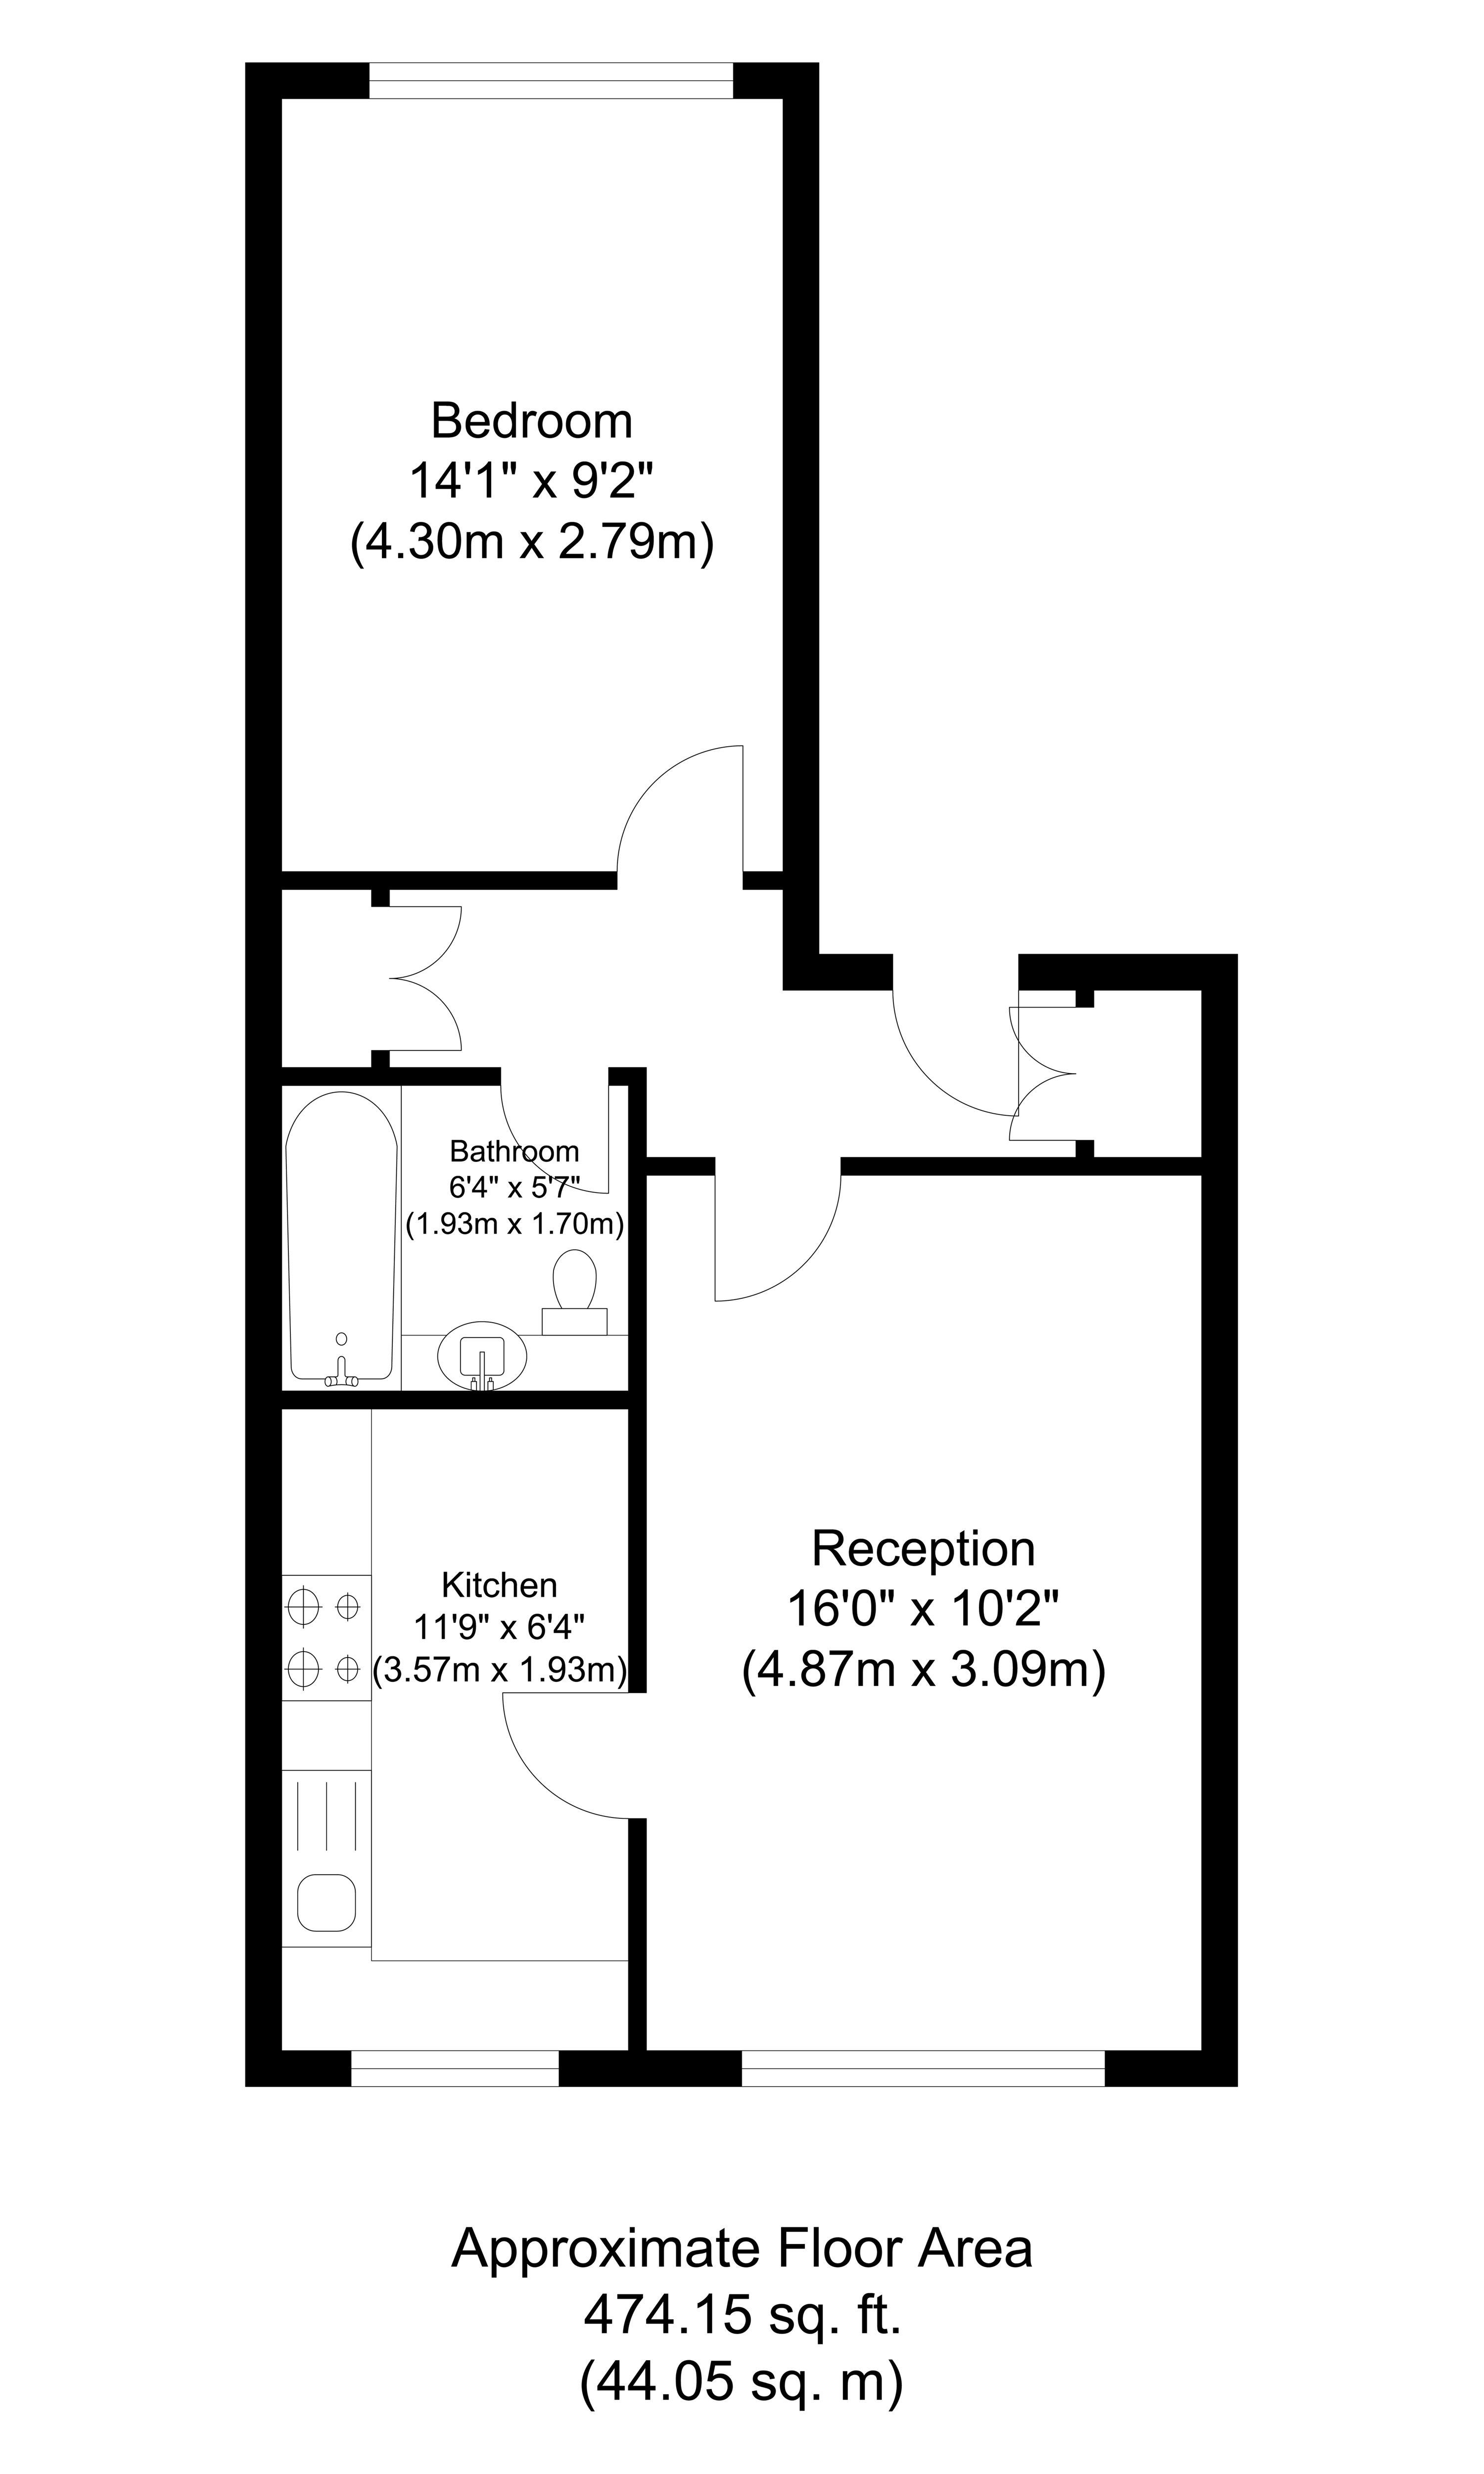 Bedroom
14'1" x 9'2"
(4.30m x 2.79m)
Bathroom
6'4" x 5'7"
(1.93m x 1.70m)
Kitchen
11'9" x 6'4"
(3.57m x 1.93m)
Reception
16'0" x 10'2"
(4.87m x 3.09m)
Approximate Floor Area
474.15 sq. ft.
(44.05 sq. m)